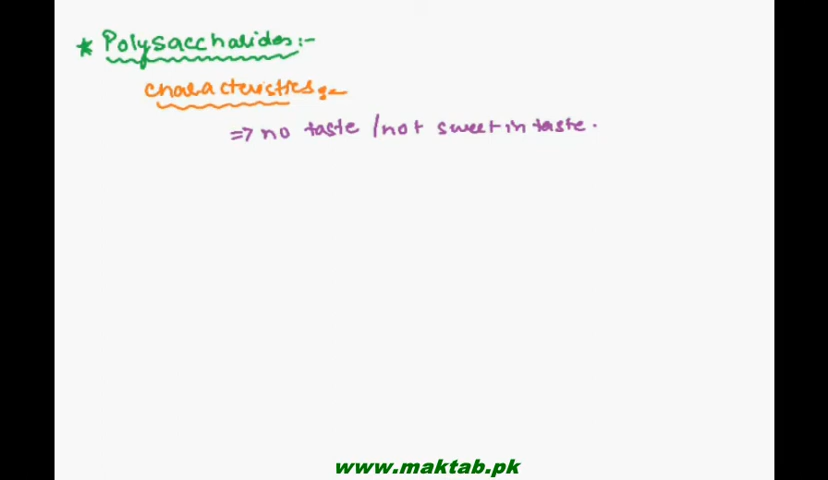 * Polysaccharides:-
characteristics:-
=> no taste /not sweet in taste.
www.maktab.pk